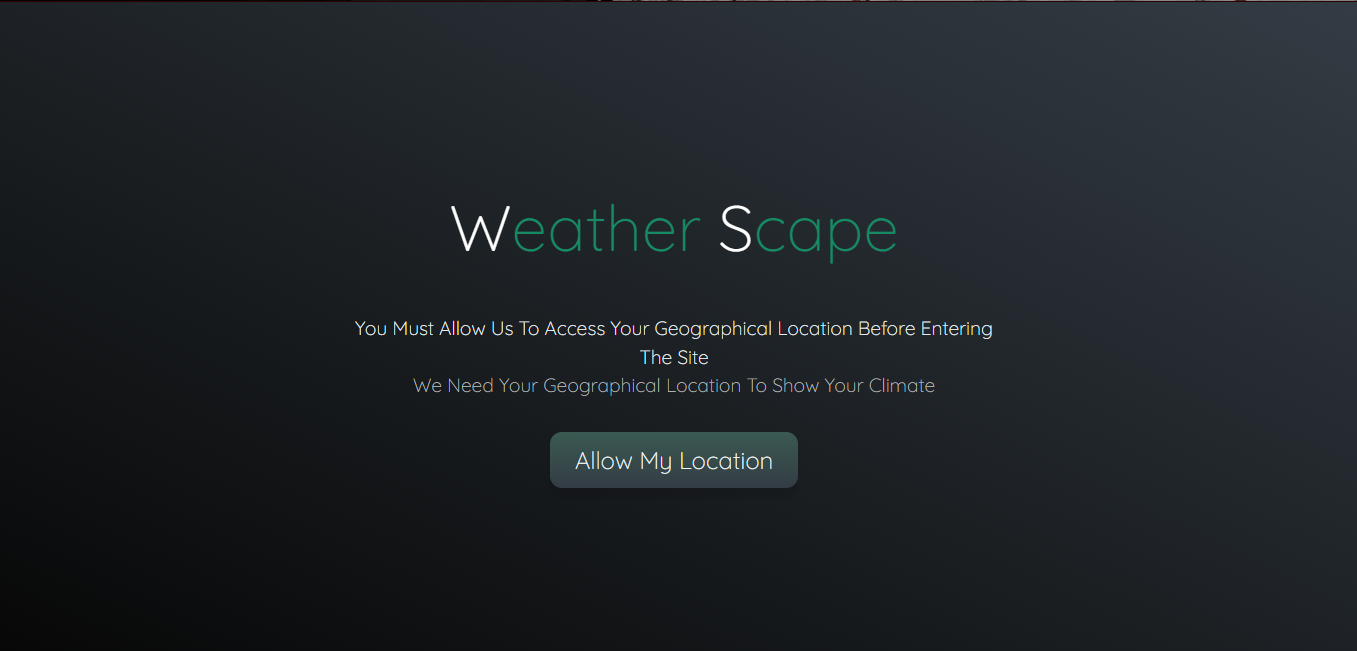 Weather Scape
You Must Allow Us To Access Your Geographical Location Before Entering
The Site
We Need Your Geographical Location To Show Your Climate
Allow My Location